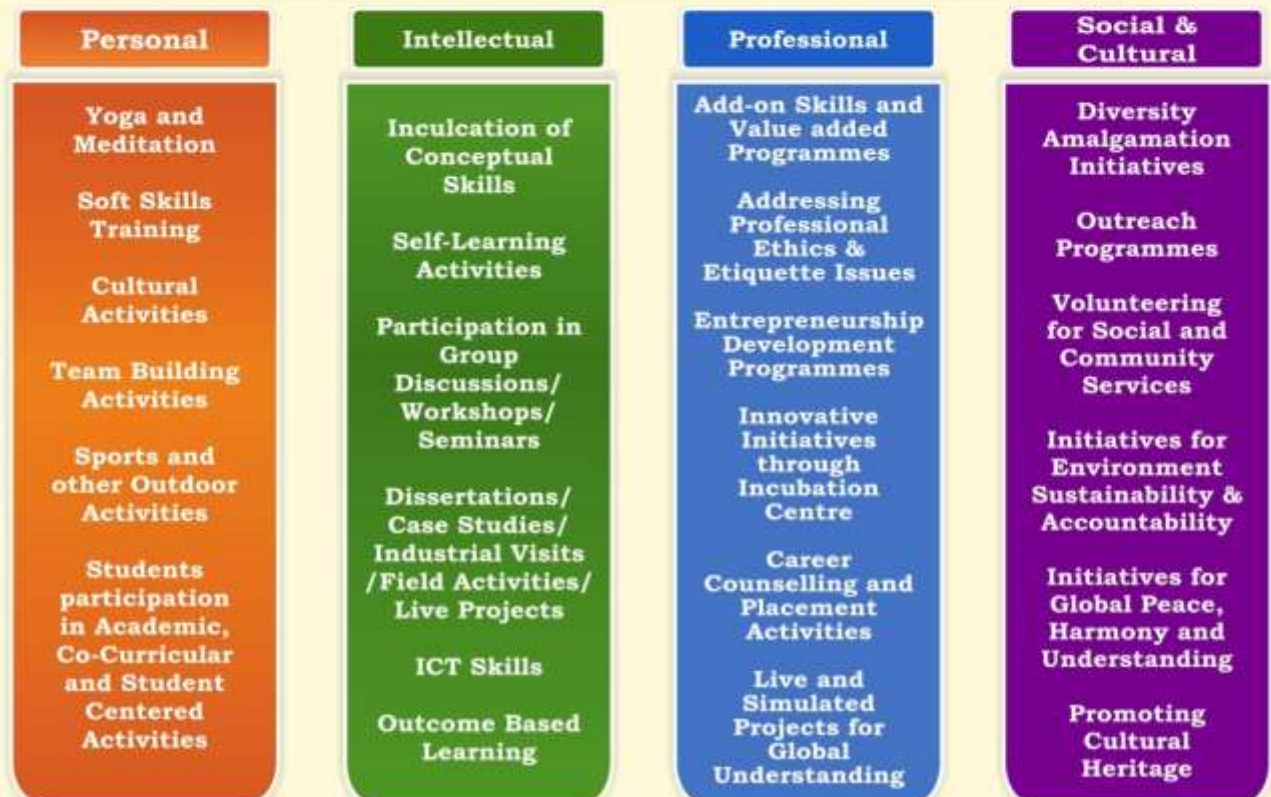 Personal
Yoga and
Meditation
Soft Skills
Training
Cultural
Activities
Team Building
Activities
Sports and
other Outdoor
Activities
Students
participation
in Academic,
Co-Curricular
and Student
Centered
Activities
Intellectual
Inculcation of
Conceptual
Skills
Self-Learning
Activities
Participation in
Group
Discussions/
Workshops/
Seminars
Dissertations/
Case Studies/
Industrial Visits
/Field Activities/
Live Projects
ICT Skills
Outcome Based
Learning
Professional
Add-on Skills and
Value added
Programmes
Addressing
Professional
Ethics &
Etiquette Issues
Entrepreneurship
Development
Programmes
Innovative
Initiatives
through
Incubation
Centre
Career
Counselling and
Placement
Activities
Live and
Simulated
Projects for
Global
Understanding
Social &
Cultural
Diversity
Amalgamation
Initiatives
Outreach
Programmes
Volunteering
for Social and
Community
Services
Initiatives for
Environment
Sustainability &
Accountability
Initiatives for
Global Peace,
Harmony and
Understanding
Promoting
Cultural
Heritage